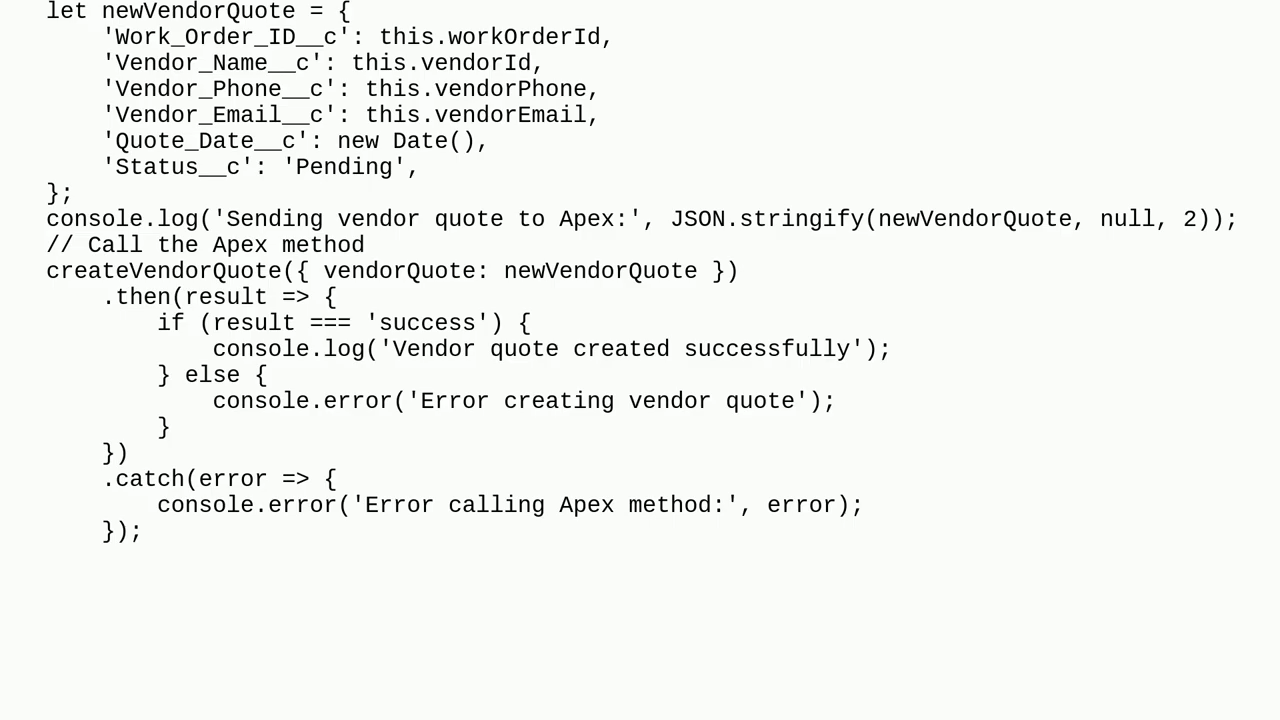 let newVendorQuote = {
    'Work_Order_ID__c': this.workOrderId,
    'Vendor_Name__c': this.vendorId,
    'Vendor_Phone__c': this.vendorPhone,
    'Vendor_Email__c': this.vendorEmail,
    'Quote_Date__c': new Date(),
    'Status__c': 'Pending',
};
console.log('Sending vendor quote to Apex:', JSON.stringify(newVendorQuote, null, 2));
// Call the Apex method
createVendorQuote({ vendorQuote: newVendorQuote })
    .then(result => {
        if (result === 'success') {
            console.log('Vendor quote created successfully');
        } else {
            console.error('Error creating vendor quote');
        }
    })
    .catch(error => {
        console.error('Error calling Apex method:', error);
    });